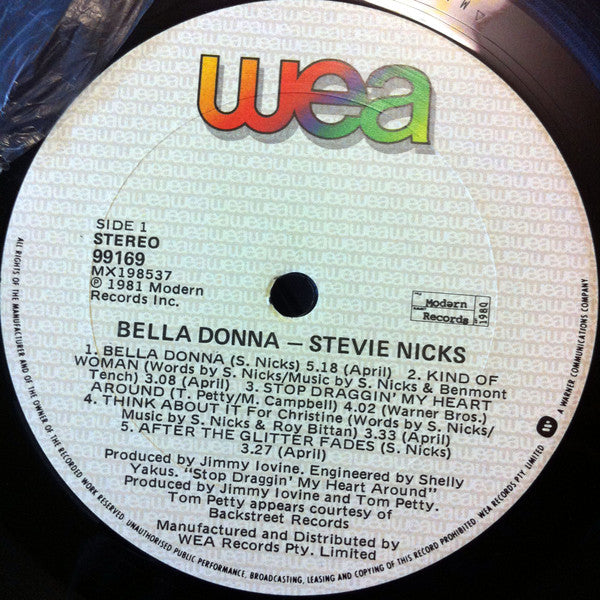 wea
SIDE 1
STEREO
99169
MX198537
℗ 1981 Modern
Records Inc.
Modern
Records
1980
BELLA DONNA – STEVIE NICKS
1. BELLA DONNA (S. Nicks) 5.18 (April) 2. KIND OF
WOMAN (Words by S. Nicks/Music by S. Nicks & Benmont
Tench) 3.08 (April) 3. STOP DRAGGIN' MY HEART
AROUND (T. Petty/M. Campbell) 4.02 (Warner Bros.)
4. THINK ABOUT IT For Christine (Words by S. Nicks/
Music by S. Nicks & Roy Bittan) 3.33 (April)
5. AFTER THE GLITTER FADES (S. Nicks)
3.27 (April)
Produced by Jimmy Iovine. Engineered by Shelly
Yakus. "Stop Draggin' My Heart Around"
Produced by Jimmy Iovine and Tom Petty.
Tom Petty appears courtesy of
Backstreet Records
Manufactured and Distributed by
WEA Records Pty. Limited
ALL RIGHTS OF THE MANUFACTURER AND OF THE OWNER OF THE RECORDED WORK RESERVED. UNAUTHORISED PUBLIC PERFORMANCE, BROADCASTING, LEASING AND COPYING OF THIS RECORD PROHIBITED. WEA RECORDS PTY. LIMITED A WARNER COMMUNICATIONS COMPANY.